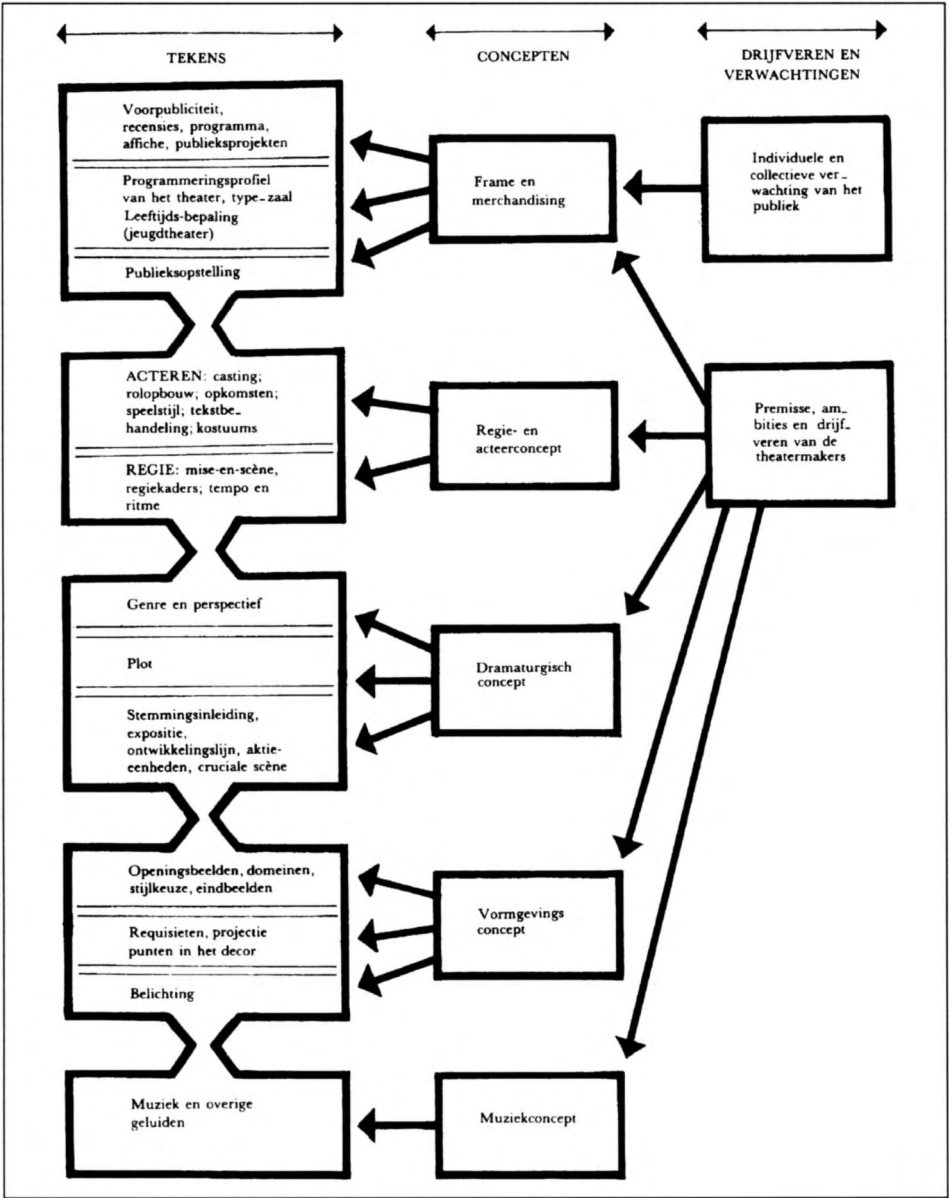 TEKENS
CONCEPTEN
DRIJFVEREN EN
VERWACHTINGEN
Voorpubliciteit,
recensies, programma,
affiche, publieksprojekten
Programmeringsprofiel
van het theater, type-zaal
Leeftijds-bepaling
(jeugdtheater)
Publieksopstelling
Frame en
merchandising
Individuele en
collectieve ver-
wachting van het
publiek
ACTEREN: casting;
rolopbouw; opkomsten;
speelstijl; tekstbe-
handeling; kostuums
REGIE: mise-en-scène,
regiekaders; tempo en
ritme
Regie- en
acteerconcept
Premisse, am-
bities en drijf-
veren van de
theatermakers
Genre en perspectief
Plot
Stemmingsinleiding,
expositie,
ontwikkelingslijn, aktie-
eenheden, cruciale scène
Dramaturgisch
concept
Openingsbeelden, domeinen,
stijlkeuze, eindbeelden
Requisieten, projectie
punten in het decor
Belichting
Vormgevings
concept
Muziek en overige
geluiden
Muziekconcept